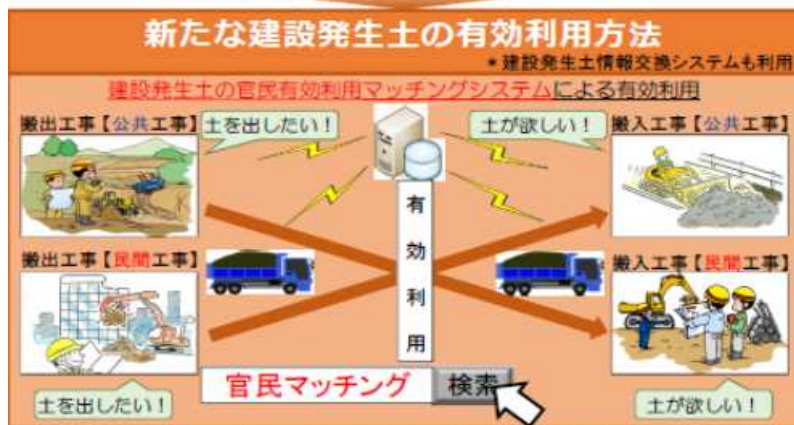 新たな建設発生土の有効利用方法
*建設発生土情報交換システムも利用
建設発生土の官民有効利用マッチングシステムによる有効利用
搬出工事【公共工事】
土を出したい！
土が欲しい！
搬入工事【公共工事】
有効利用
搬出工事【民間工事】
搬入工事【民間工事】
官民マッチング
検索
土を出したい！
土が欲しい！